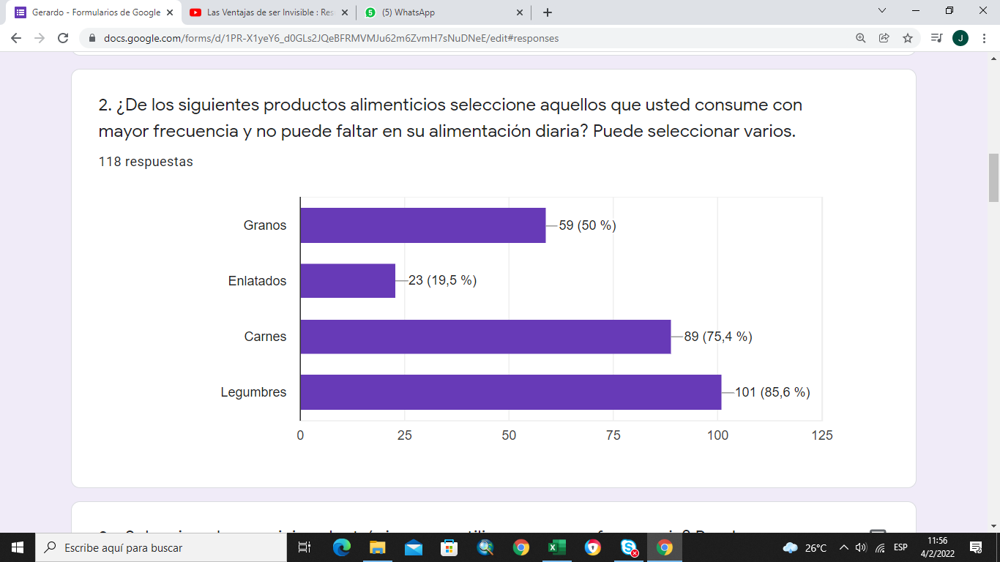 Gerardo - Formularios de Google
Las Ventajas de ser Invisible : Res
(5) WhatsApp
docs.google.com/forms/d/1PR-X1yeY6_d0GLs2JQeBFRMVMJu62m6ZvmH7sNuDNeE/edit#responses
J
2. ¿De los siguientes productos alimenticios seleccione aquellos que usted consume con
mayor frecuencia y no puede faltar en su alimentación diaria? Puede seleccionar varios.
118 respuestas
Granos
59 (50 %)
Enlatados
23 (19,5 %)
Carnes
89 (75,4 %)
Legumbres
101 (85,6 %)
0 25 50 75 100 125
Escribe aquí para buscar
26°C
ESP
11:56
4/2/2022